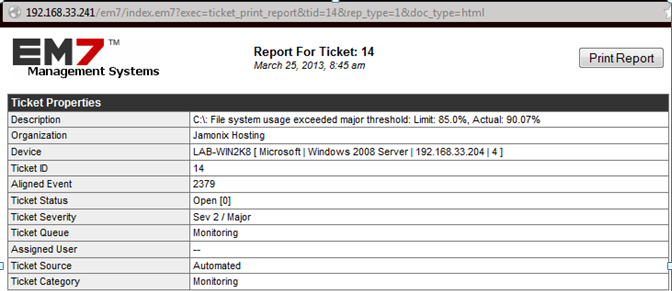 192.168.33.241/em7/index.em7?exec=ticket_print_report&tid=14&rep_type=1&doc_type=html
EM7™
Management Systems
Report For Ticket: 14
March 25, 2013, 8:45 am
Print Report
Ticket Properties
Description C:\: File system usage exceeded major threshold: Limit: 85.0%, Actual: 90.07%
Organization Jamonix Hosting
Device LAB-WIN2K8 [ Microsoft | Windows 2008 Server | 192.168.33.204 | 4 ]
Ticket ID 14
Aligned Event 2379
Ticket Status Open [0]
Ticket Severity Sev 2 / Major
Ticket Queue Monitoring
Assigned User --
Ticket Source Automated
Ticket Category Monitoring